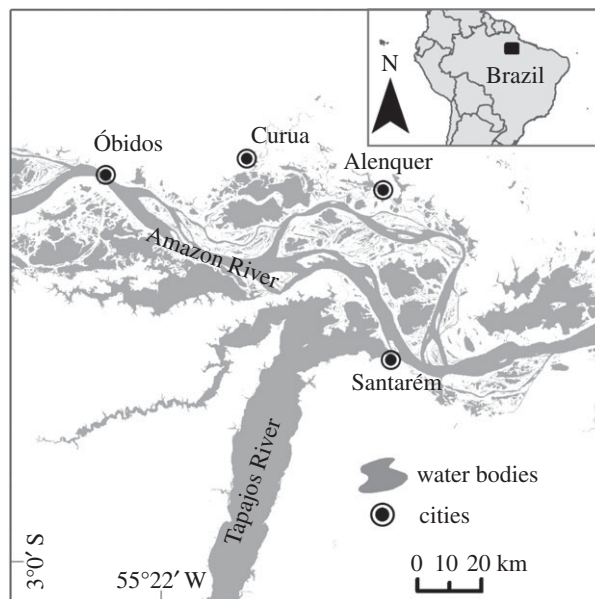 N
Brazil
Óbidos
Curua
Alenquer
Amazon River
Santarém
Tapajos River
water bodies
cities
3°0′ S
55°22′ W
0 10 20 km